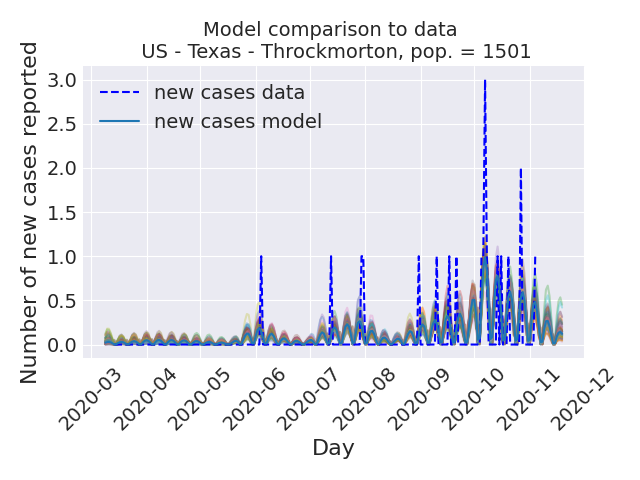 Model comparison to data
US - Texas - Throckmorton, pop. = 1501
Number of new cases reported
3.0
2.5
2.0
1.5
1.0
0.5
0.0
new cases data
new cases model
2020-03
2020-04
2020-05
2020-06
2020-07
2020-08
2020-09
2020-10
2020-11
2020-12
Day